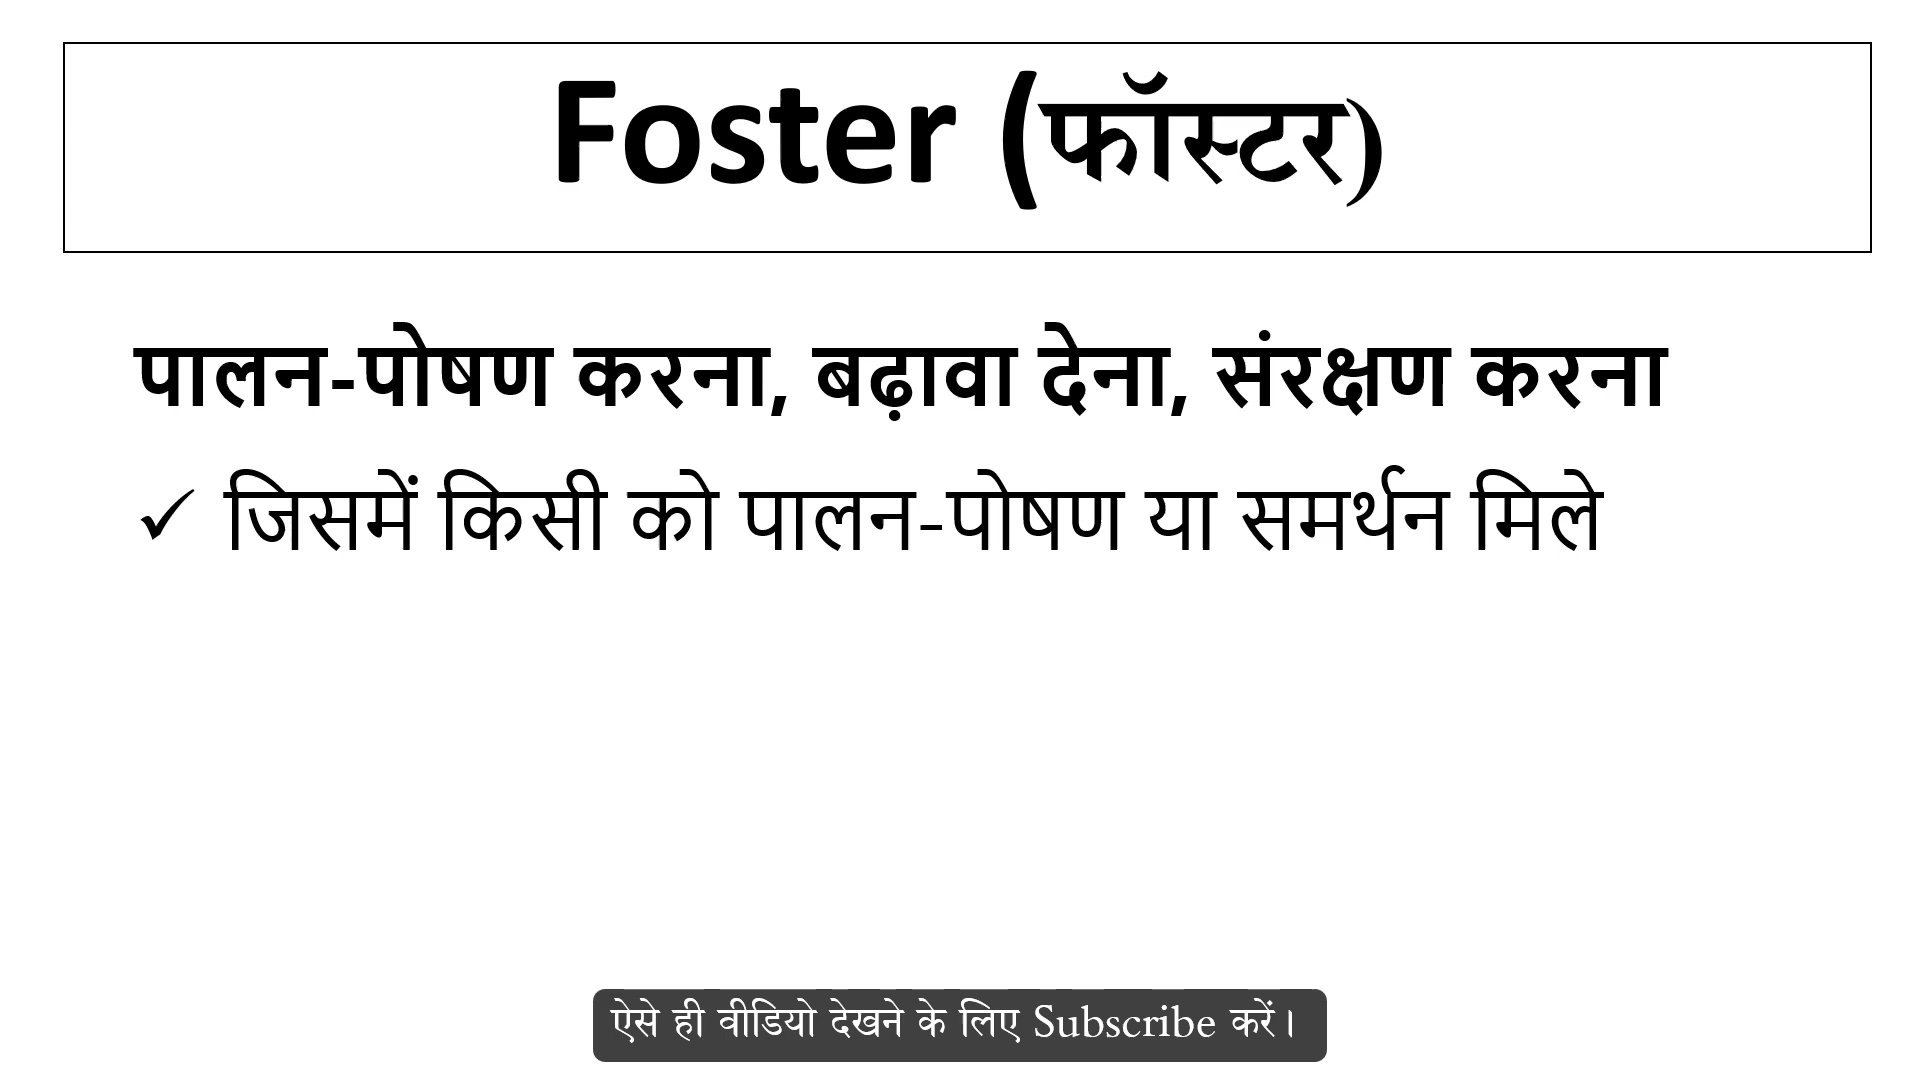 Foster (फॉस्टर)
पालन-पोषण करना, बढ़ावा देना, संरक्षण करना
✓ जिसमें किसी को पालन-पोषण या समर्थन मिले
ऐसे ही वीडियो देखने के लिए Subscribe करें।